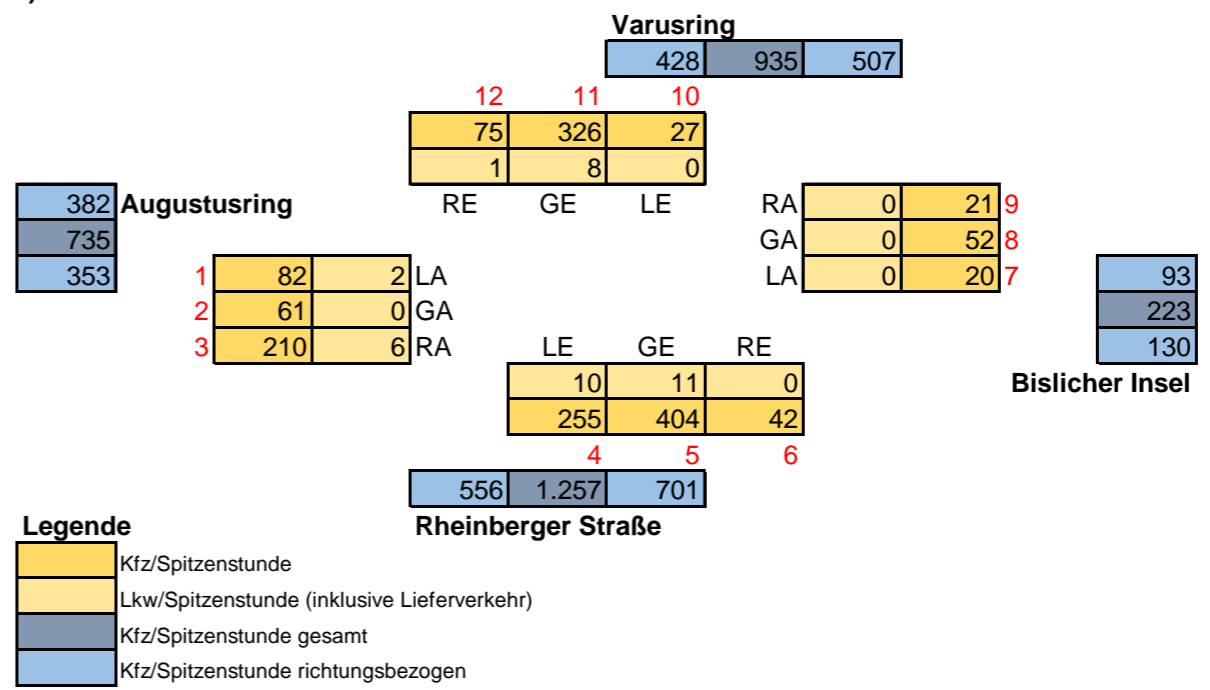 Varusring
428 935 507
12 11 10
75 326 27
1 8 0
382 Augustusring RE GE LE RA 0 21 9
735 GA 0 52 8
353 1 82 2 LA LA 0 20 7 93
2 61 0 GA 223
3 210 6 RA LE GE RE 130
10 11 0 Bislicher Insel
255 404 42
4 5 6
556 1.257 701
Legende Rheinberger Straße
Kfz/Spitzenstunde
Lkw/Spitzenstunde (inklusive Lieferverkehr)
Kfz/Spitzenstunde gesamt
Kfz/Spitzenstunde richtungsbezogen